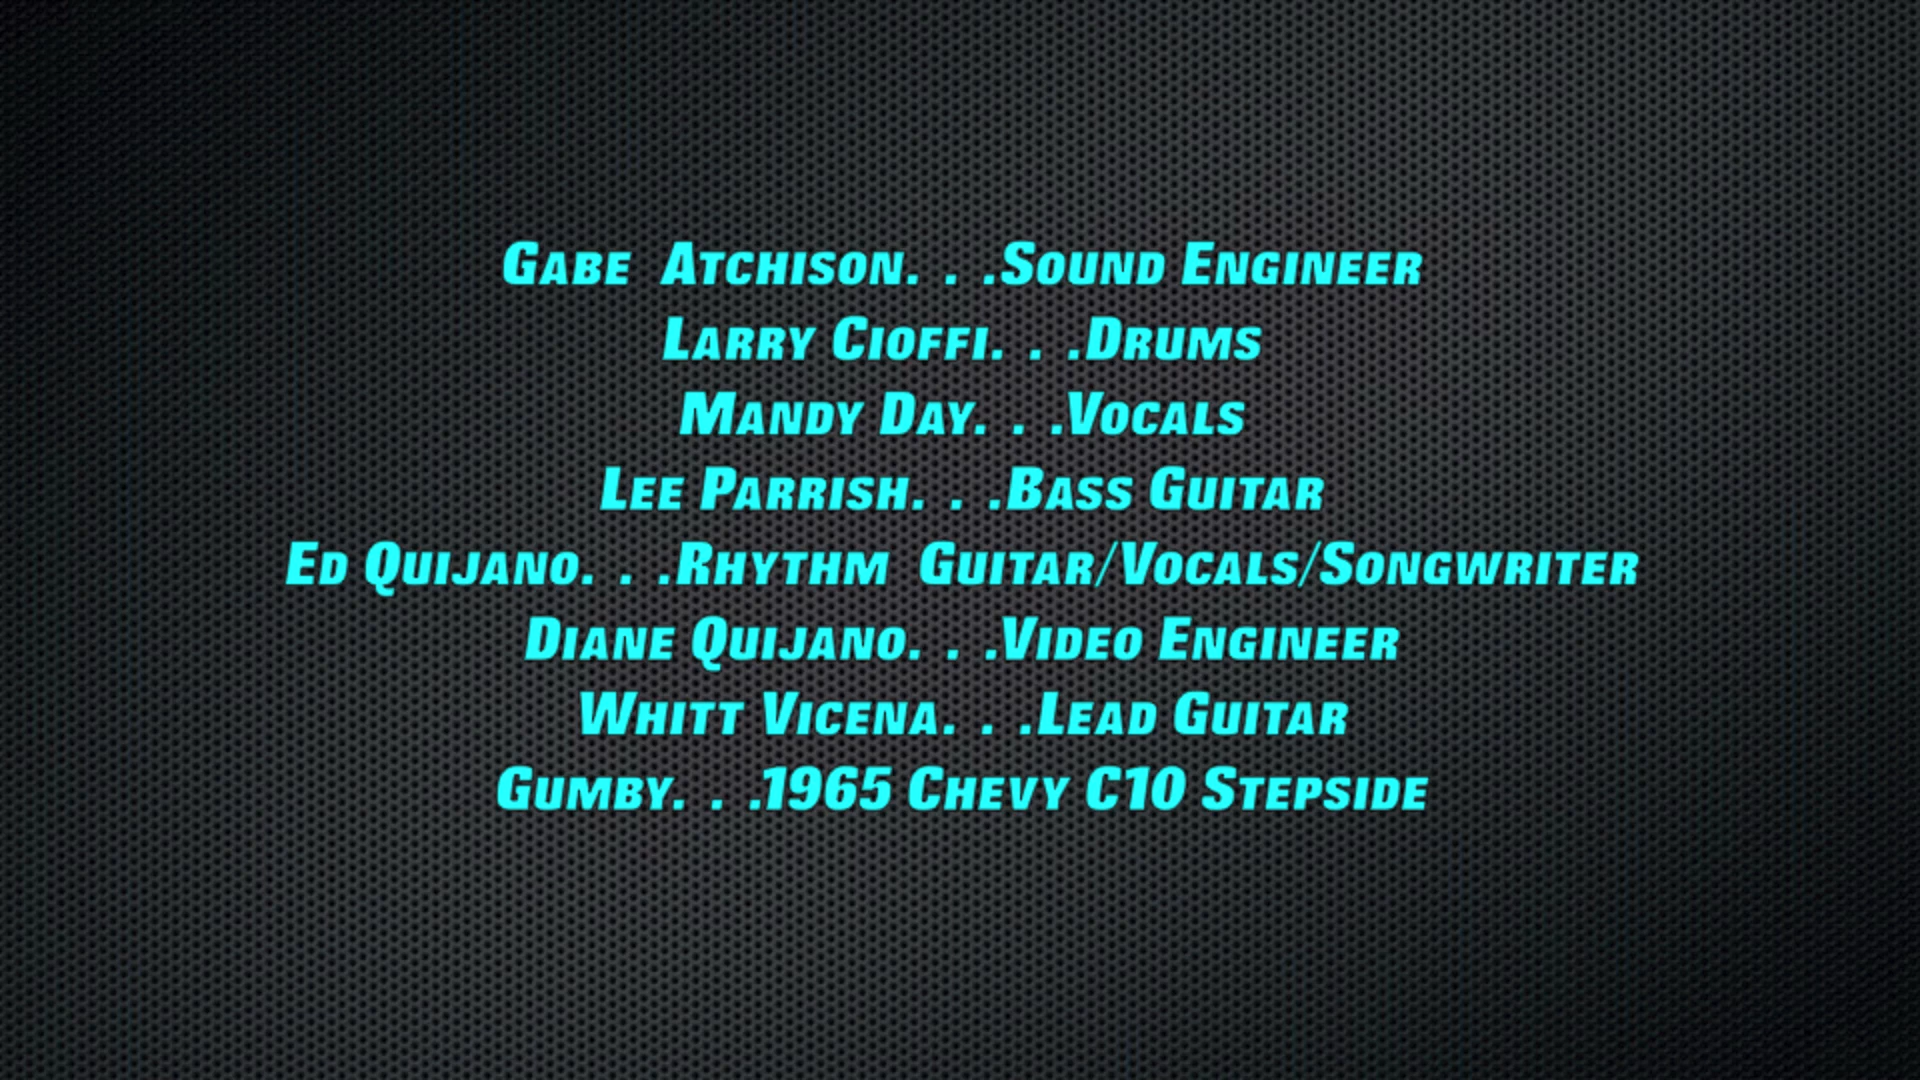 Gabe Atchison. . .Sound Engineer
Larry Cioffi. . .Drums
Mandy Day. . .Vocals
Lee Parrish. . .Bass Guitar
Ed Quijano. . .Rhythm Guitar/Vocals/Songwriter
Diane Quijano. . .Video Engineer
Whitt Vicena. . .Lead Guitar
Gumby. . .1965 Chevy C10 Stepside